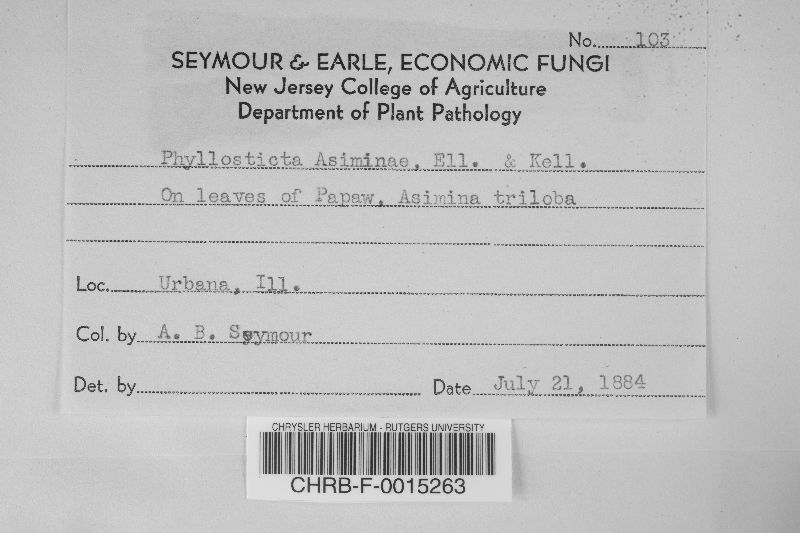 No. 103
SEYMOUR & EARLE, ECONOMIC FUNGI
New Jersey College of Agriculture
Department of Plant Pathology
Phyllosticta Asiminae, Ell. & Kell.
On leaves of Papaw, Asimina triloba
Loc. Urbana, Ill.
Col. by A. B. Seymour
Det. by Date July 21, 1884
CHRYSLER HERBARIUM - RUTGERS UNIVERSITY
CHRB-F-0015263